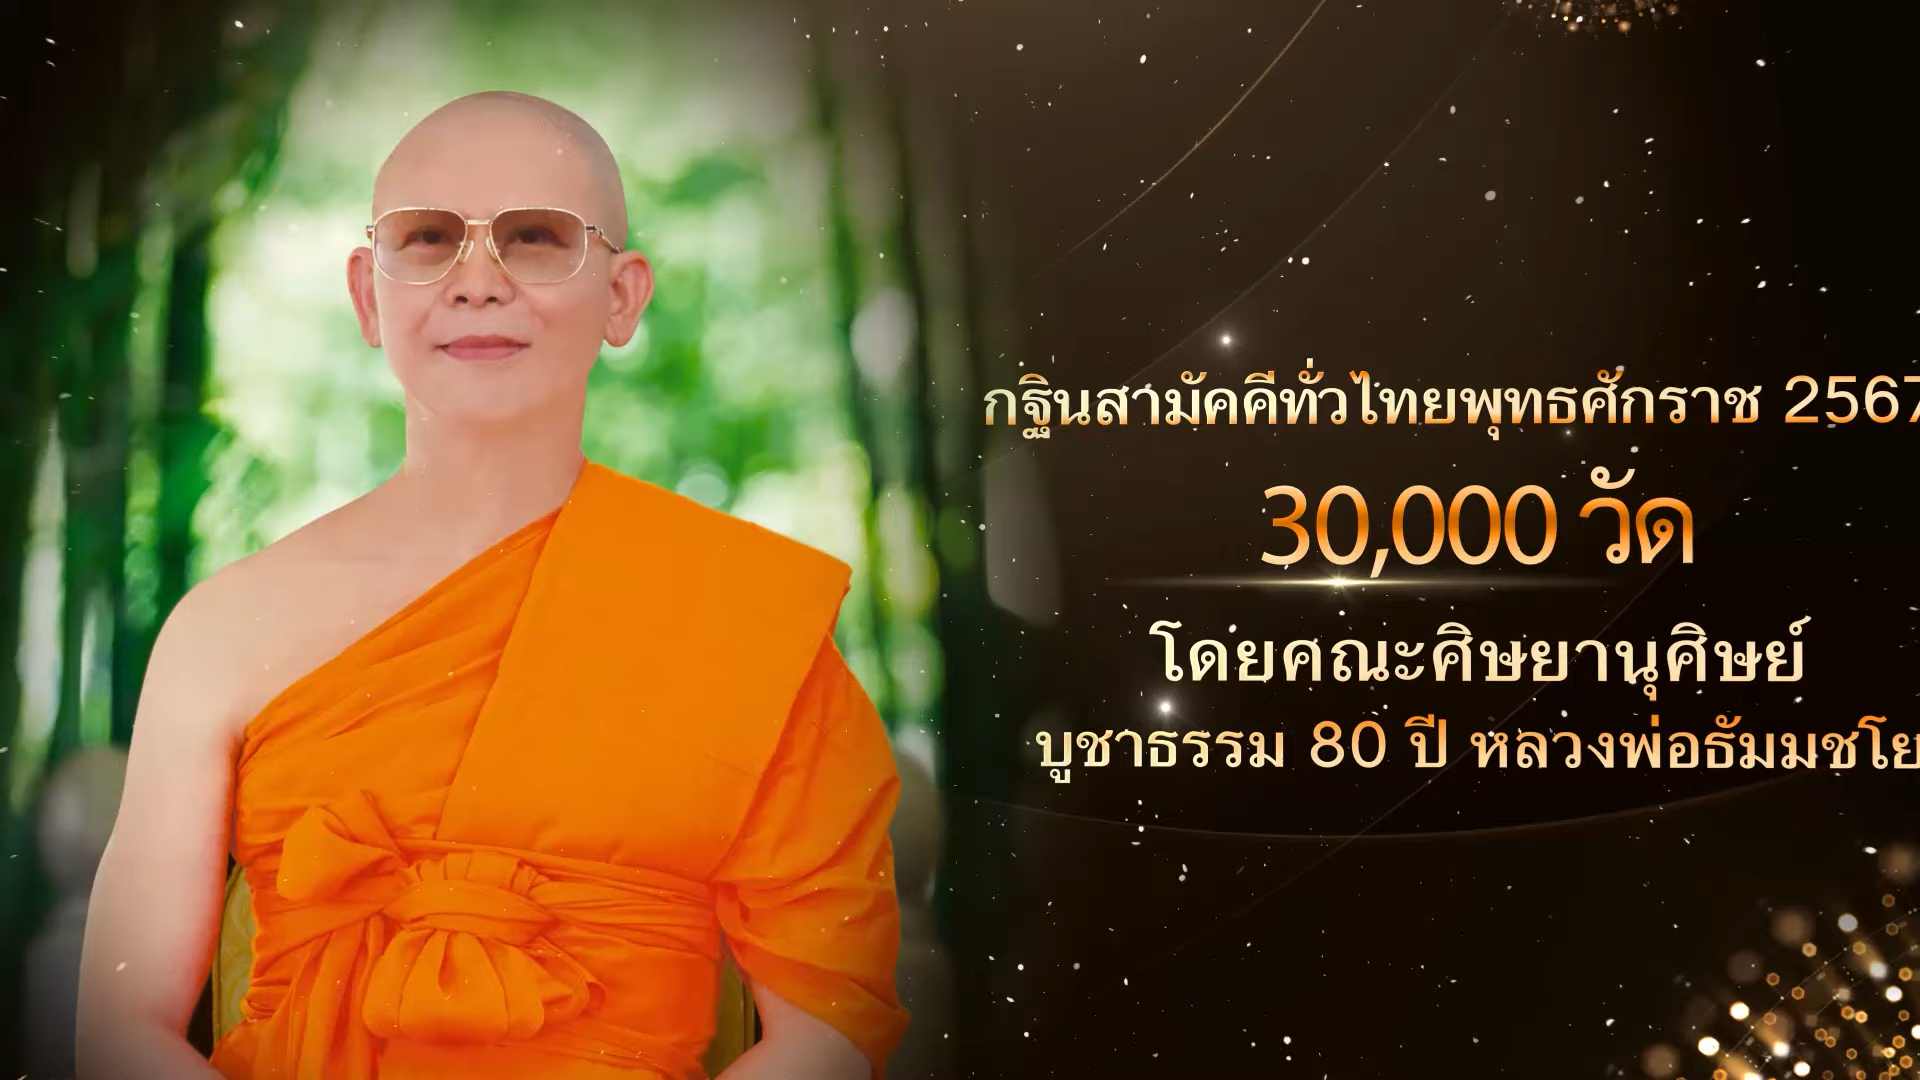 กฐินสามัคคีทั่วไทยพุทธศักราช 2567
30,000 วัด
โดยคณะศิษยานุศิษย์
บูชาธรรม 80 ปี หลวงพ่อธัมมชโย